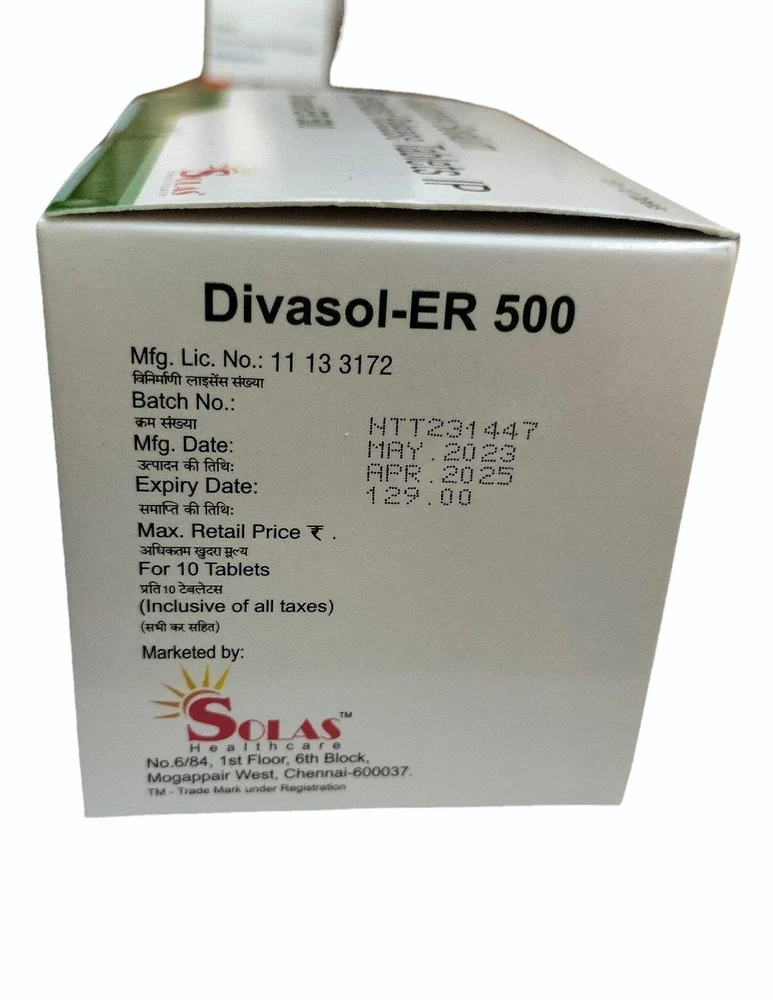 Tablets IP
SOLAS
Divasol-ER 500
Mfg. Lic. No.: 11 13 3172
विनिर्माणी लाइसेंस संख्या
Batch No.: NTT231447
क्रम संख्या
Mfg. Date: MAY.2023
उत्पादन की तिथि:
Expiry Date: APR.2025
समाप्ति की तिथि:
Max. Retail Price ₹ . 129.00
अधिकतम खुदरा मूल्य
For 10 Tablets
प्रति 10 टेबलेटस
(Inclusive of all taxes)
(सभी कर सहित)
Marketed by:
SOLAS™
Healthcare
No.6/84, 1st Floor, 6th Block,
Mogappair West, Chennai-600037.
TM - Trade Mark under Registration